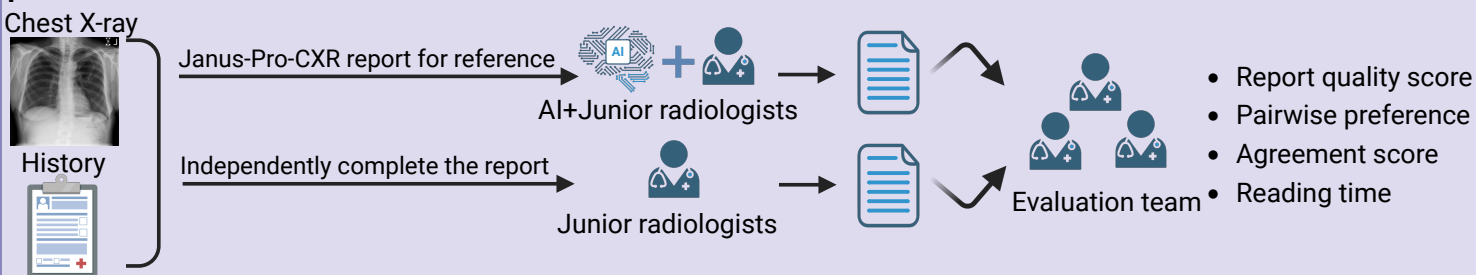 Chest X-ray
History
Janus-Pro-CXR report for reference
Independently complete the report
AI
AI+Junior radiologists
Junior radiologists
Evaluation team
• Report quality score
• Pairwise preference
• Agreement score
• Reading time